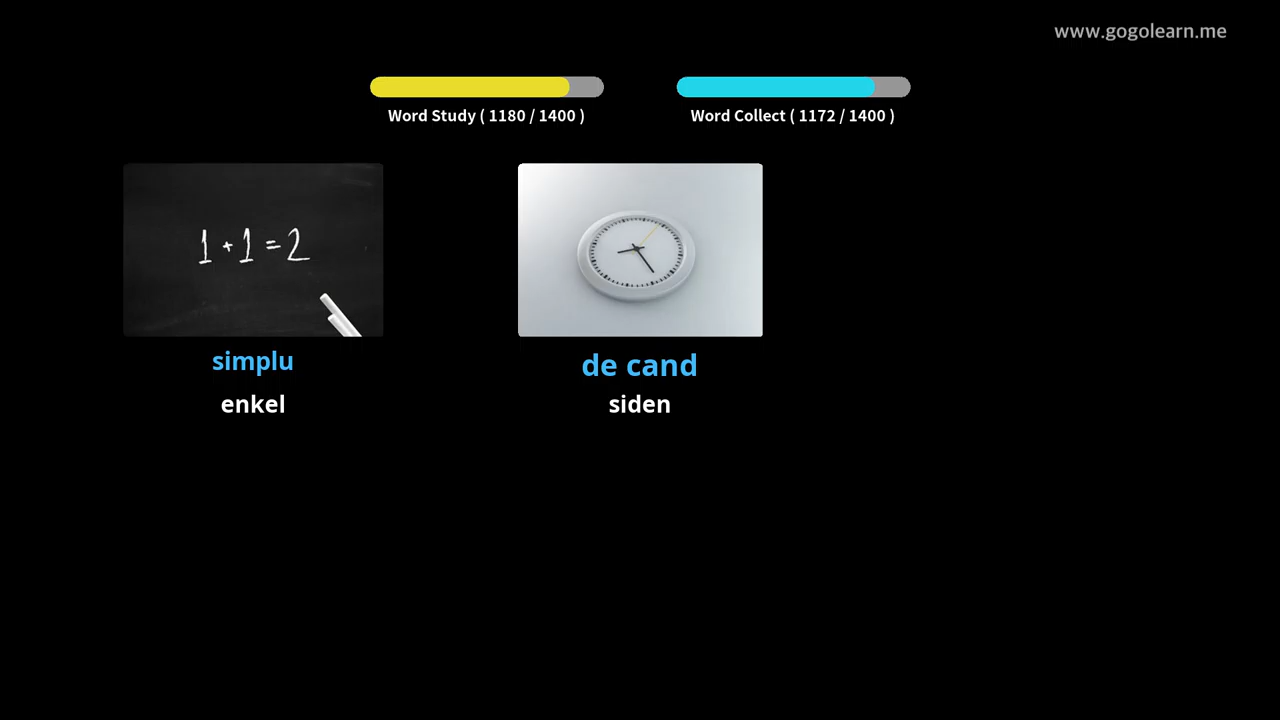 www.gogolearn.me
Word Study ( 1180 / 1400 )
Word Collect ( 1172 / 1400 )
1 + 1 = 2
simplu
de cand
enkel
siden